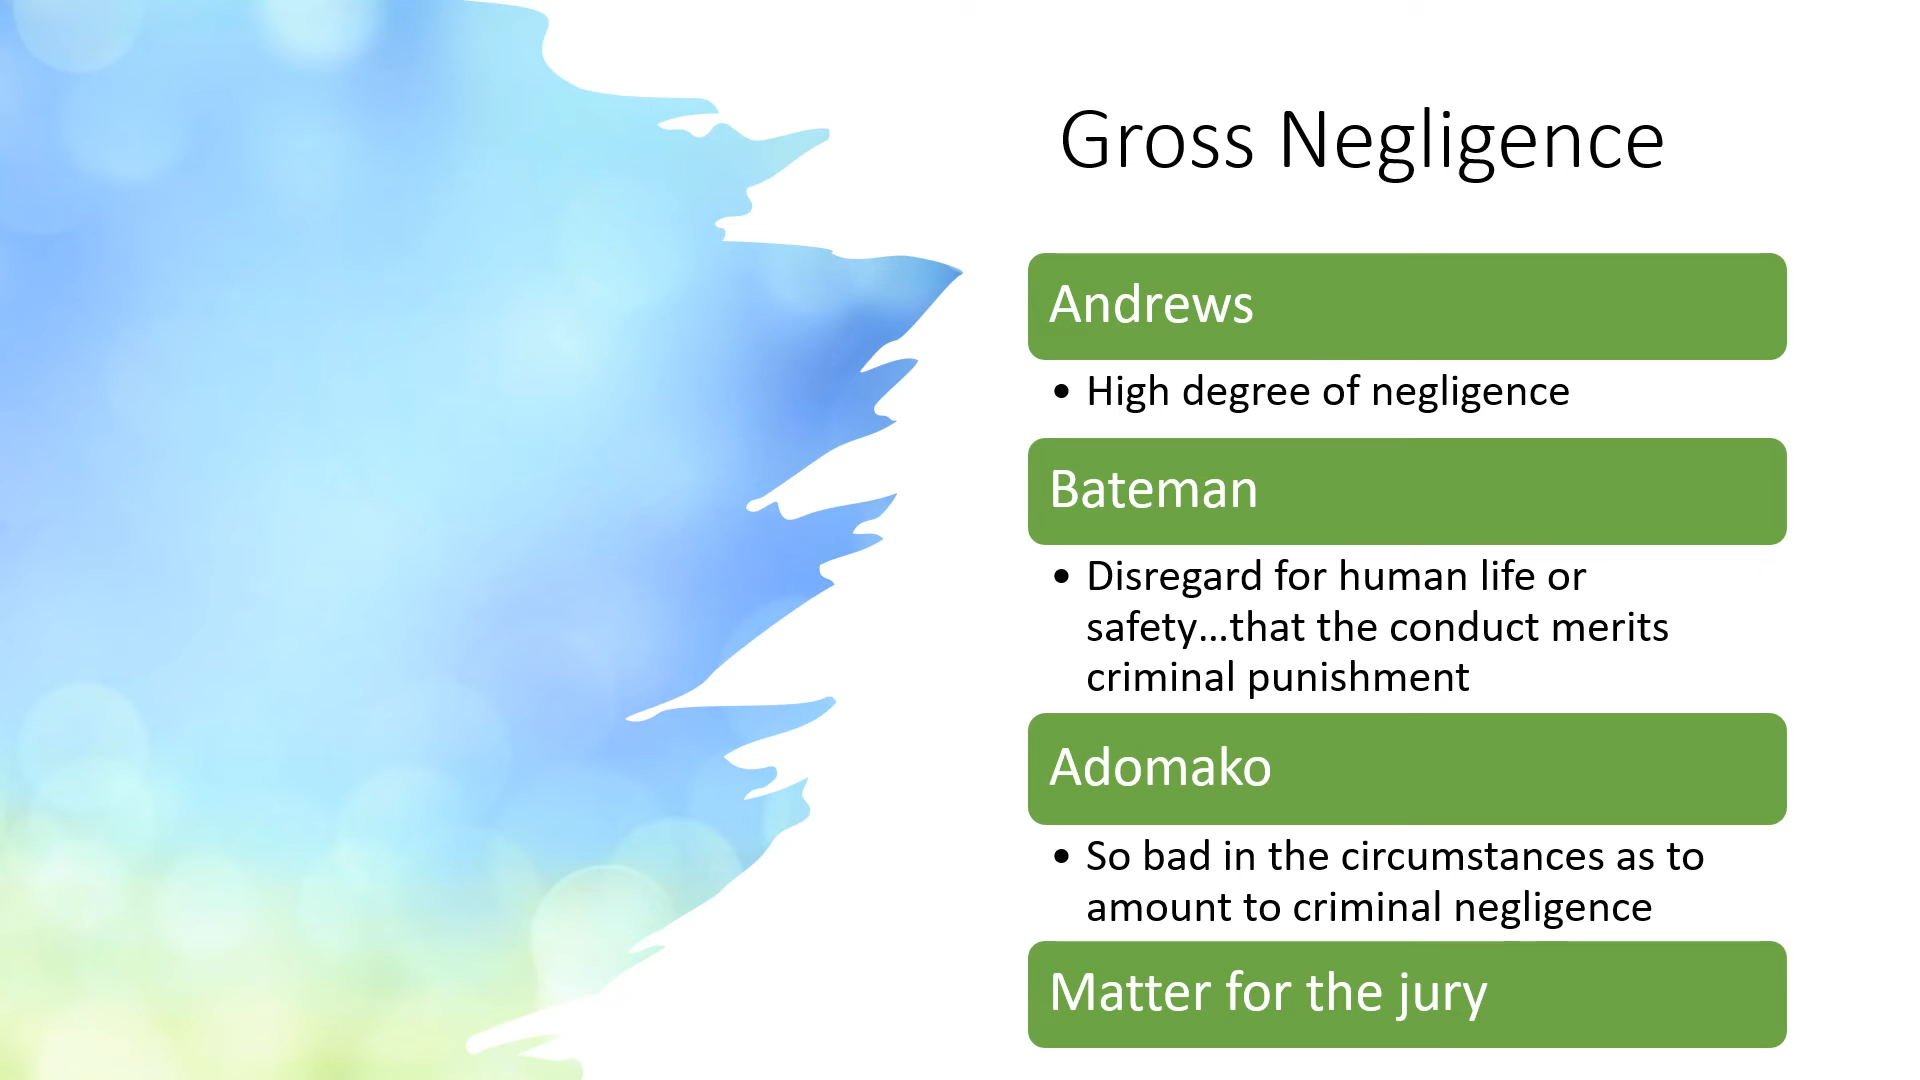 Gross Negligence
Andrews
• High degree of negligence
Bateman
• Disregard for human life or
safety...that the conduct merits
criminal punishment
Adomako
• So bad in the circumstances as to
amount to criminal negligence
Matter for the jury